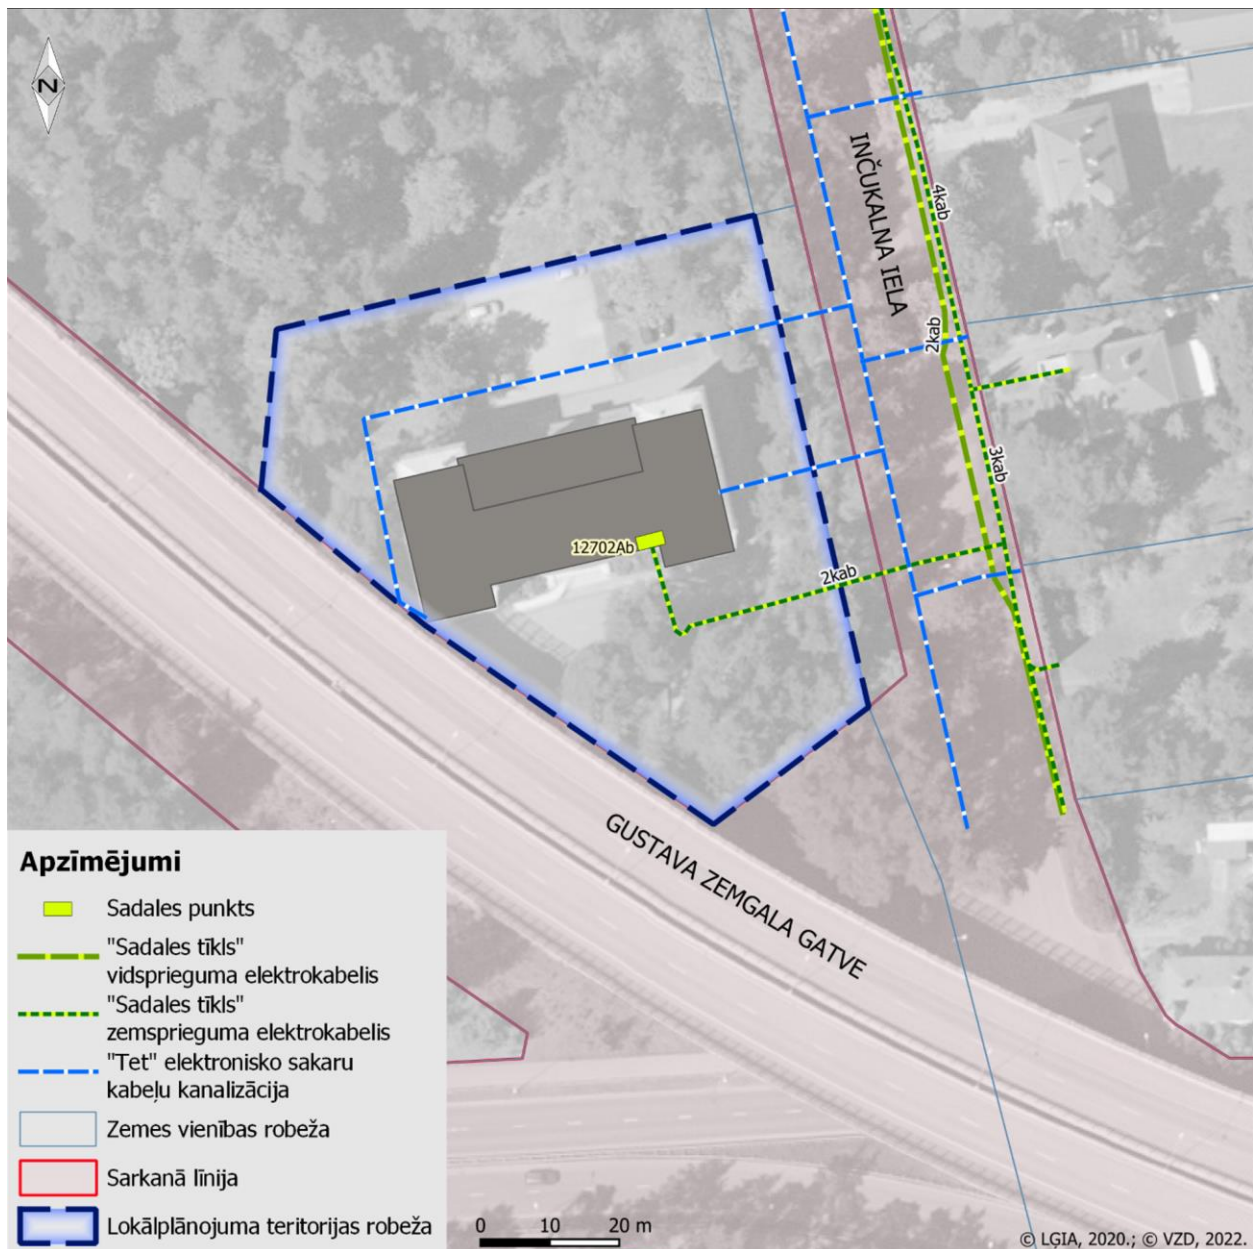 N
INČUKALNA IELA
4kab
2kab
3kab
12702Ab
2kab
GUSTAVA ZEMGALA GATVE
Apzīmējumi
Sadales punkts
"Sadales tīkls"
vidsprieguma elektrokabelis
"Sadales tīkls"
zemsprieguma elektrokabelis
"Tet" elektronisko sakaru
kabeļu kanalizācija
Zemes vienības robeža
Sarkanā līnija
Lokālplānojuma teritorijas robeža
0 10 20 m
© LĢIA, 2020.; © VZD, 2022.